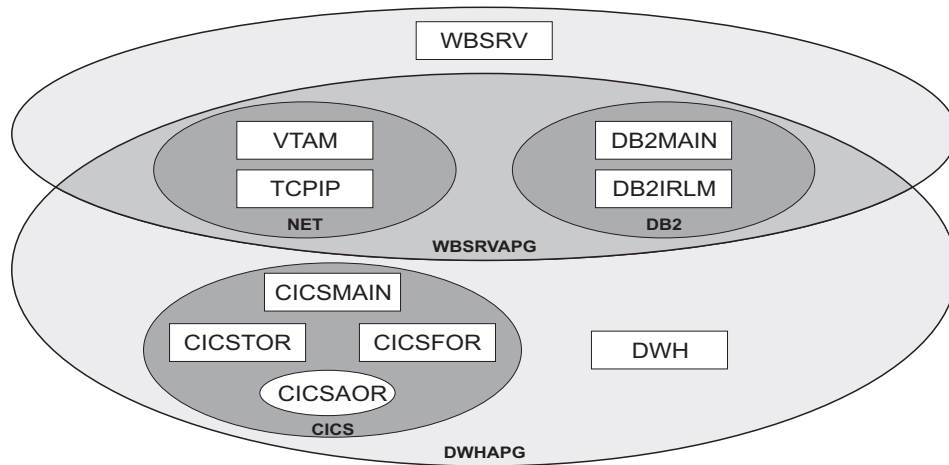 WBSRV
VTAM
TCPIP
NET
DB2MAIN
DB2IRLM
DB2
WBSRVAPG
CICSMAIN
CICSTOR
CICSFOR
CICSAOR
CICS
DWH
DWHAPG